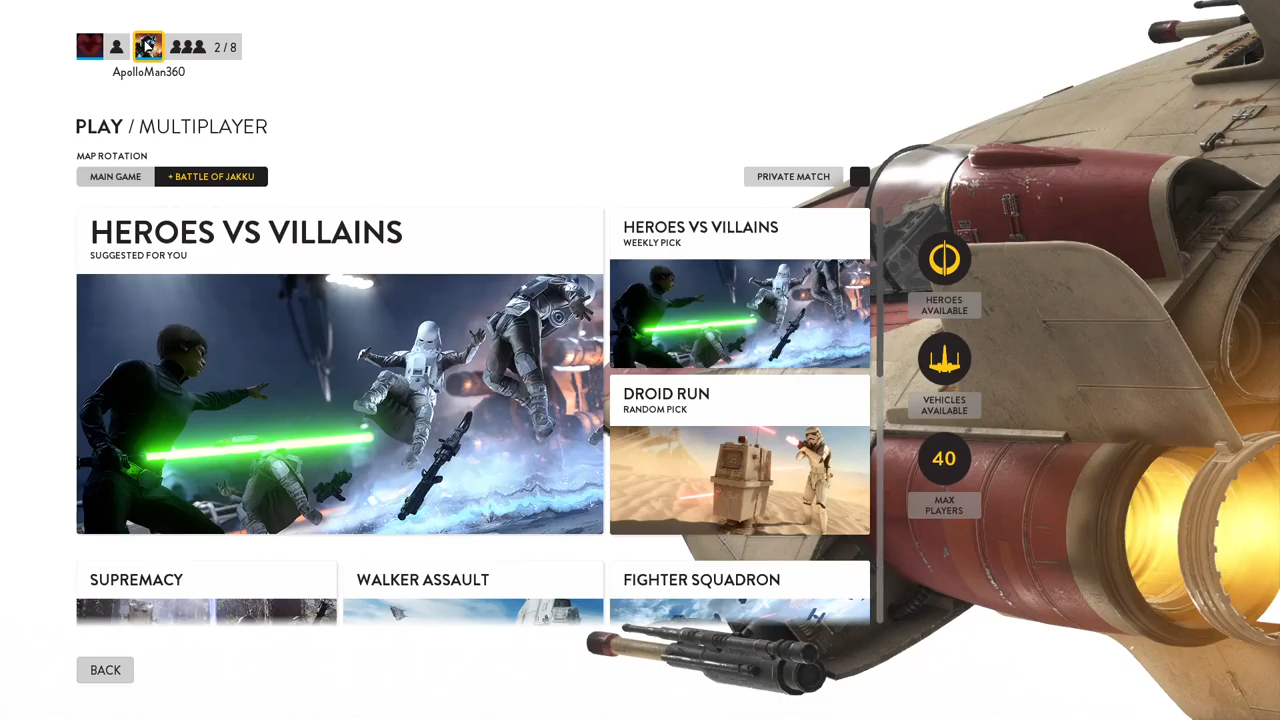 2 / 8
ApolloMan360
PLAY / MULTIPLAYER
MAP ROTATION
MAIN GAME
+ BATTLE OF JAKKU
PRIVATE MATCH
HEROES VS VILLAINS
SUGGESTED FOR YOU
HEROES VS VILLAINS
WEEKLY PICK
DROID RUN
RANDOM PICK
HEROES
AVAILABLE
VEHICLES
AVAILABLE
40
MAX
PLAYERS
SUPREMACY
WALKER ASSAULT
FIGHTER SQUADRON
BACK